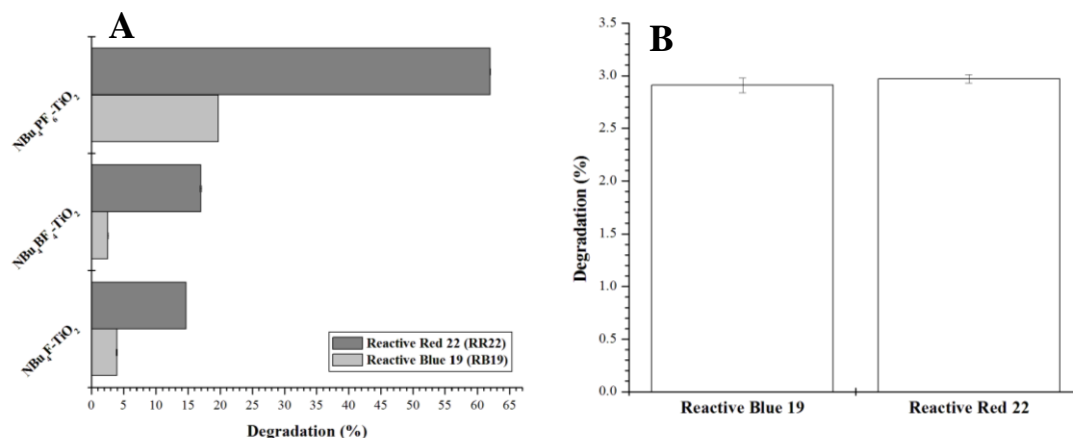 A
NBu₄PF₆-TiO₂
NBu₄BF₄-TiO₂
NBu₄F-TiO₂
Reactive Red 22 (RR22)
Reactive Blue 19 (RB19)
0 5 10 15 20 25 30 35 40 45 50 55 60 65
Degradation (%)
B
Degradation (%)
3.5
3.0
2.5
2.0
1.5
1.0
0.5
0.0
Reactive Blue 19 Reactive Red 22